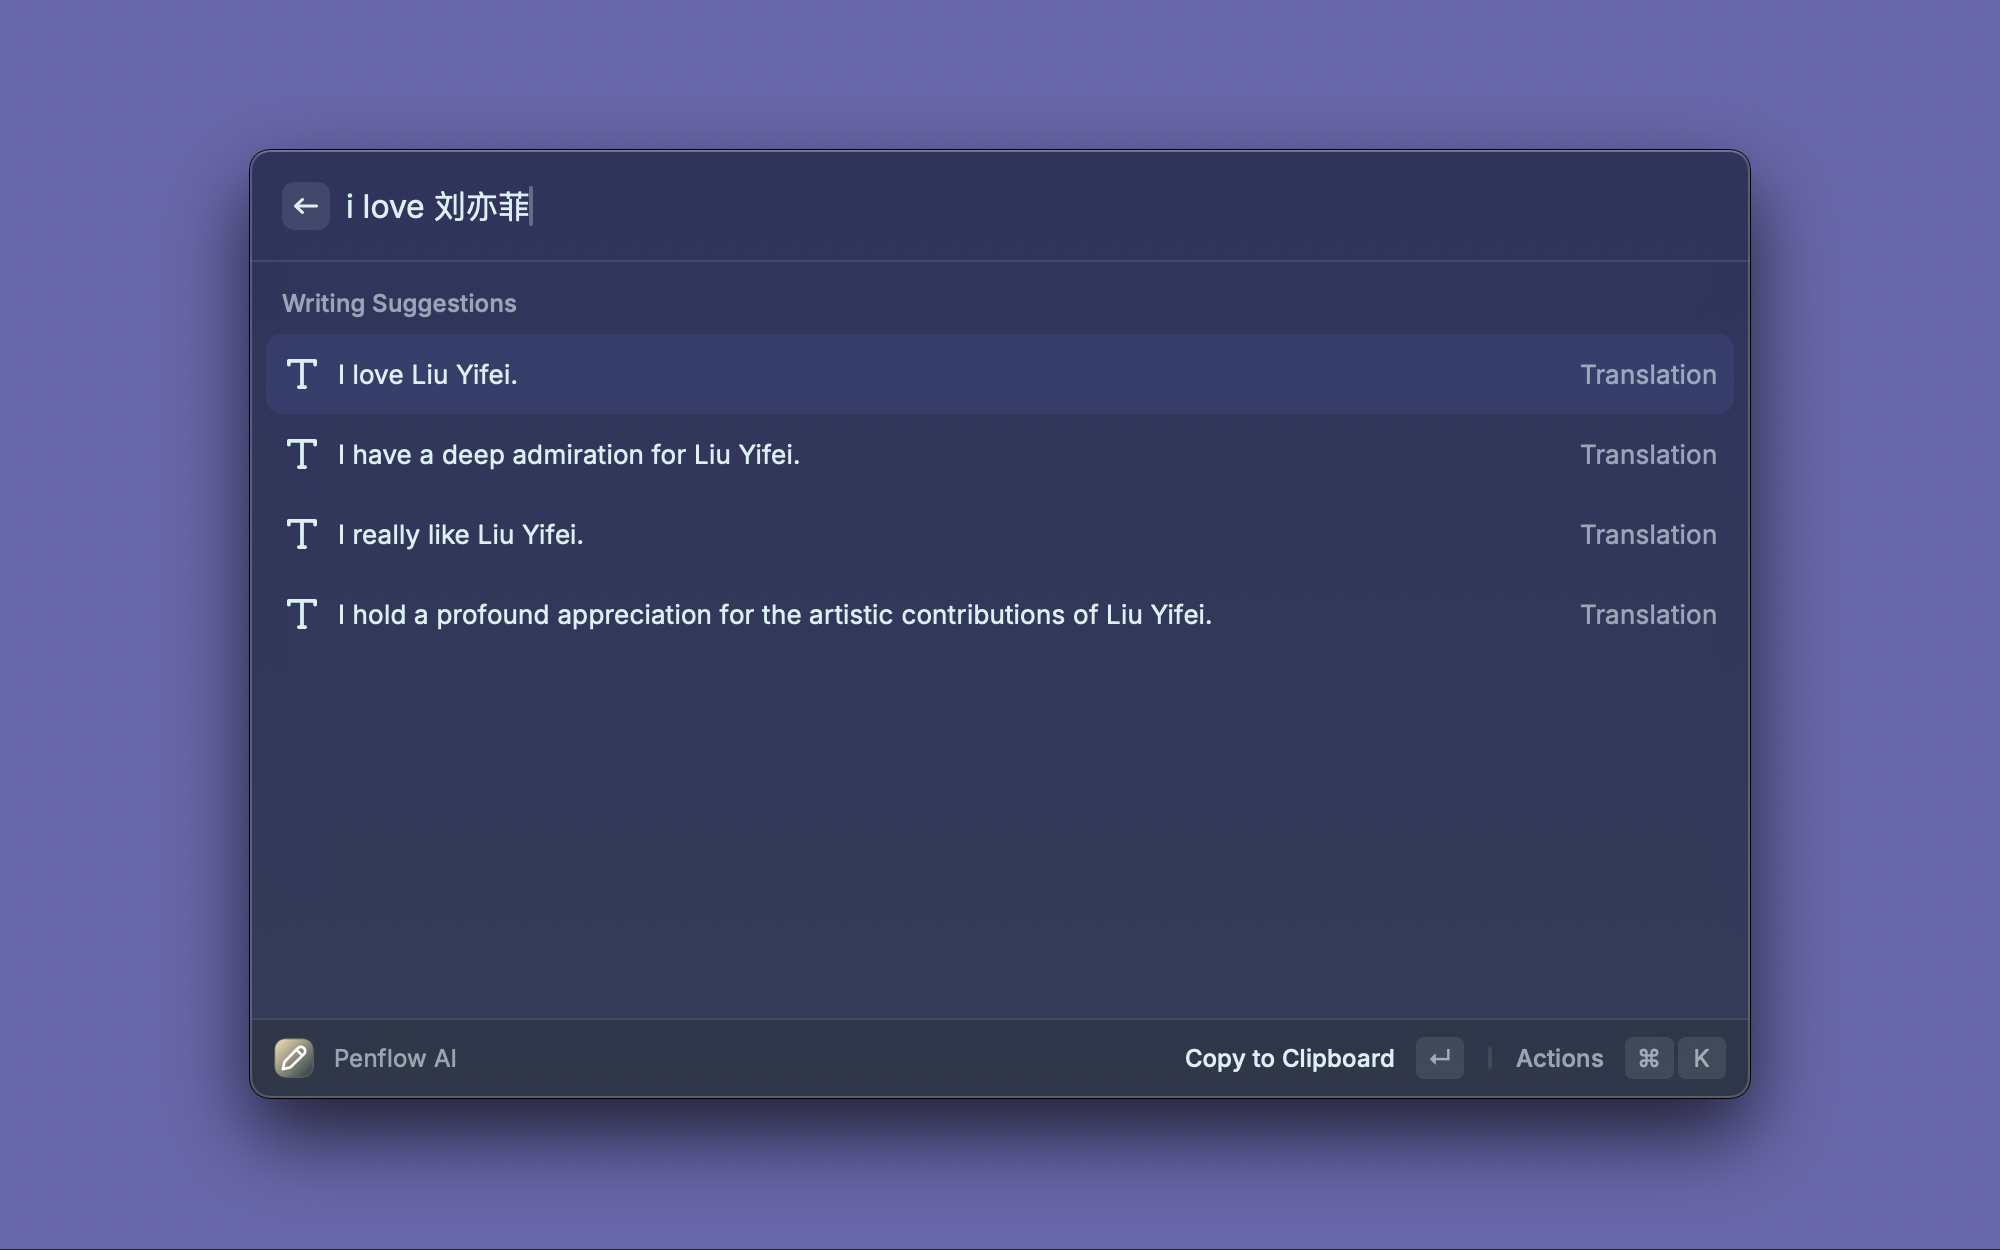 i love 刘亦菲
Writing Suggestions
I love Liu Yifei. Translation
I have a deep admiration for Liu Yifei. Translation
I really like Liu Yifei. Translation
I hold a profound appreciation for the artistic contributions of Liu Yifei. Translation
Penflow AI Copy to Clipboard ↵ Actions ⌘ K